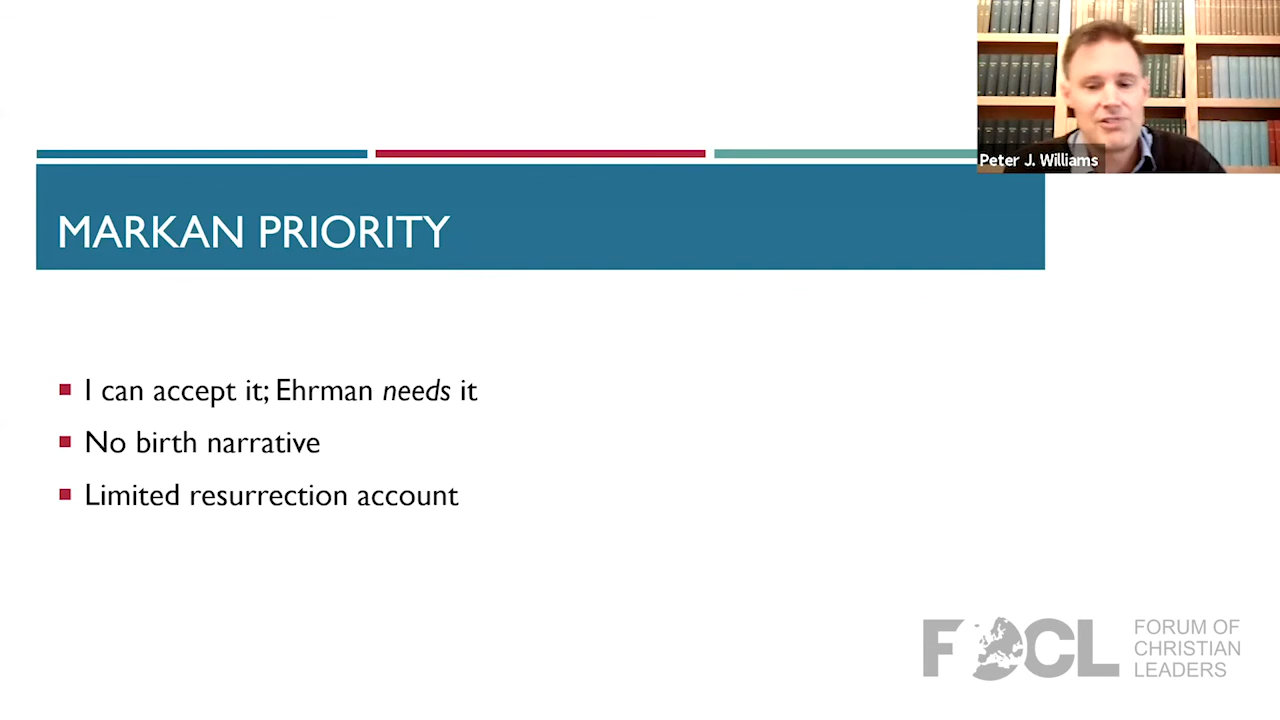 Peter J. Williams
MARKAN PRIORITY
I can accept it; Ehrman needs it
No birth narrative
Limited resurrection account
FOCL
FORUM OF
CHRISTIAN
LEADERS